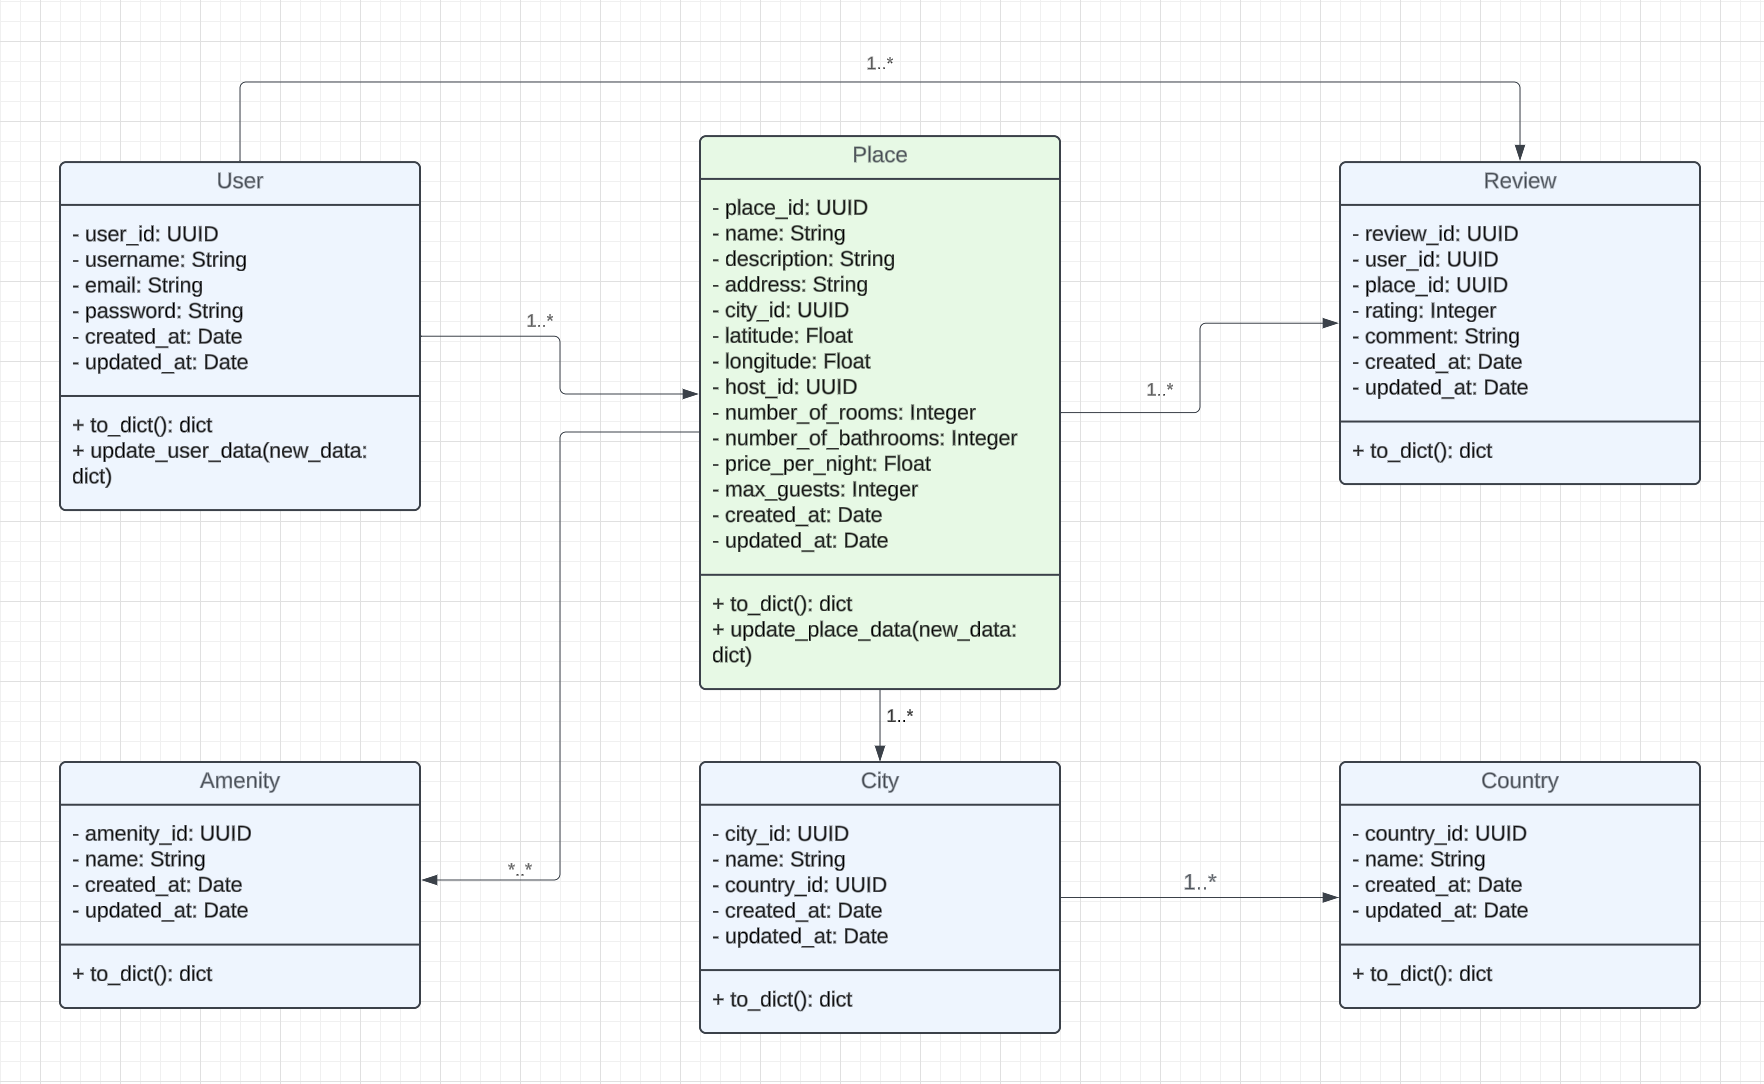 1..*
User
- user_id: UUID
- username: String
- email: String
- password: String
- created_at: Date
- updated_at: Date
+ to_dict(): dict
+ update_user_data(new_data:
dict)
1..*
Place
- place_id: UUID
- name: String
- description: String
- address: String
- city_id: UUID
- latitude: Float
- longitude: Float
- host_id: UUID
- number_of_rooms: Integer
- number_of_bathrooms: Integer
- price_per_night: Float
- max_guests: Integer
- created_at: Date
- updated_at: Date
+ to_dict(): dict
+ update_place_data(new_data:
dict)
1..*
Review
- review_id: UUID
- user_id: UUID
- place_id: UUID
- rating: Integer
- comment: String
- created_at: Date
- updated_at: Date
+ to_dict(): dict
1..*
Amenity
- amenity_id: UUID
- name: String
- created_at: Date
- updated_at: Date
+ to_dict(): dict
*..*
City
- city_id: UUID
- name: String
- country_id: UUID
- created_at: Date
- updated_at: Date
+ to_dict(): dict
1..*
Country
- country_id: UUID
- name: String
- created_at: Date
- updated_at: Date
+ to_dict(): dict